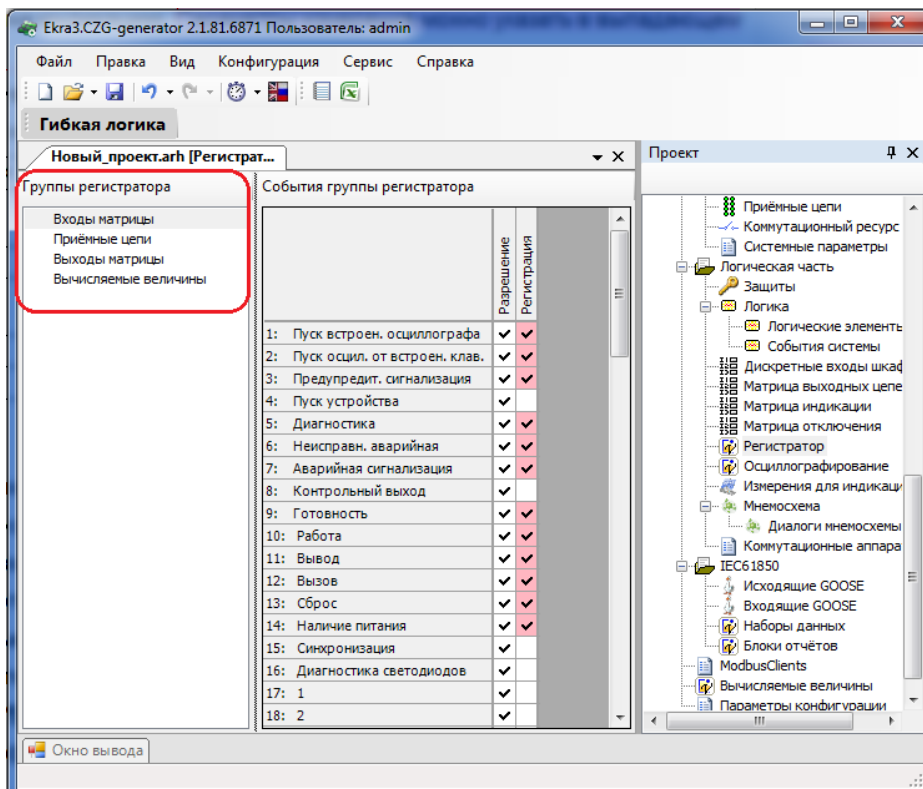 Ekra3.CZG-generator 2.1.81.6871 Пользователь: admin
Файл Правка Вид Конфигурация Сервис Справка
Гибкая логика
Новый_проект.arh [Регистрат...
Группы регистратора
Входы матрицы
Приёмные цепи
Выходы матрицы
Вычисляемые величины
События группы регистратора
Разрешение
Регистрация
1: Пуск встроен. осциллографа
2: Пуск осцил. от встроен. клав.
3: Предупредит. сигнализация
4: Пуск устройства
5: Диагностика
6: Неисправн. аварийная
7: Аварийная сигнализация
8: Контрольный выход
9: Готовность
10: Работа
11: Вывод
12: Вызов
13: Сброс
14: Наличие питания
15: Синхронизация
16: Диагностика светодиодов
17: 1
18: 2
Проект
Приёмные цепи
Коммутационный ресурс
Системные параметры
Логическая часть
Защиты
Логика
Логические элементы
События системы
Дискретные входы шкаф
Матрица выходных цепе
Матрица индикации
Матрица отключения
Регистратор
Осциллографирование
Измерения для индикаци
Мнемосхема
Диалоги мнемосхемы
Коммутационные аппара
IEC61850
Исходящие GOOSE
Входящие GOOSE
Наборы данных
Блоки отчётов
ModbusClients
Вычисляемые величины
Параметры конфигурации
Окно вывода